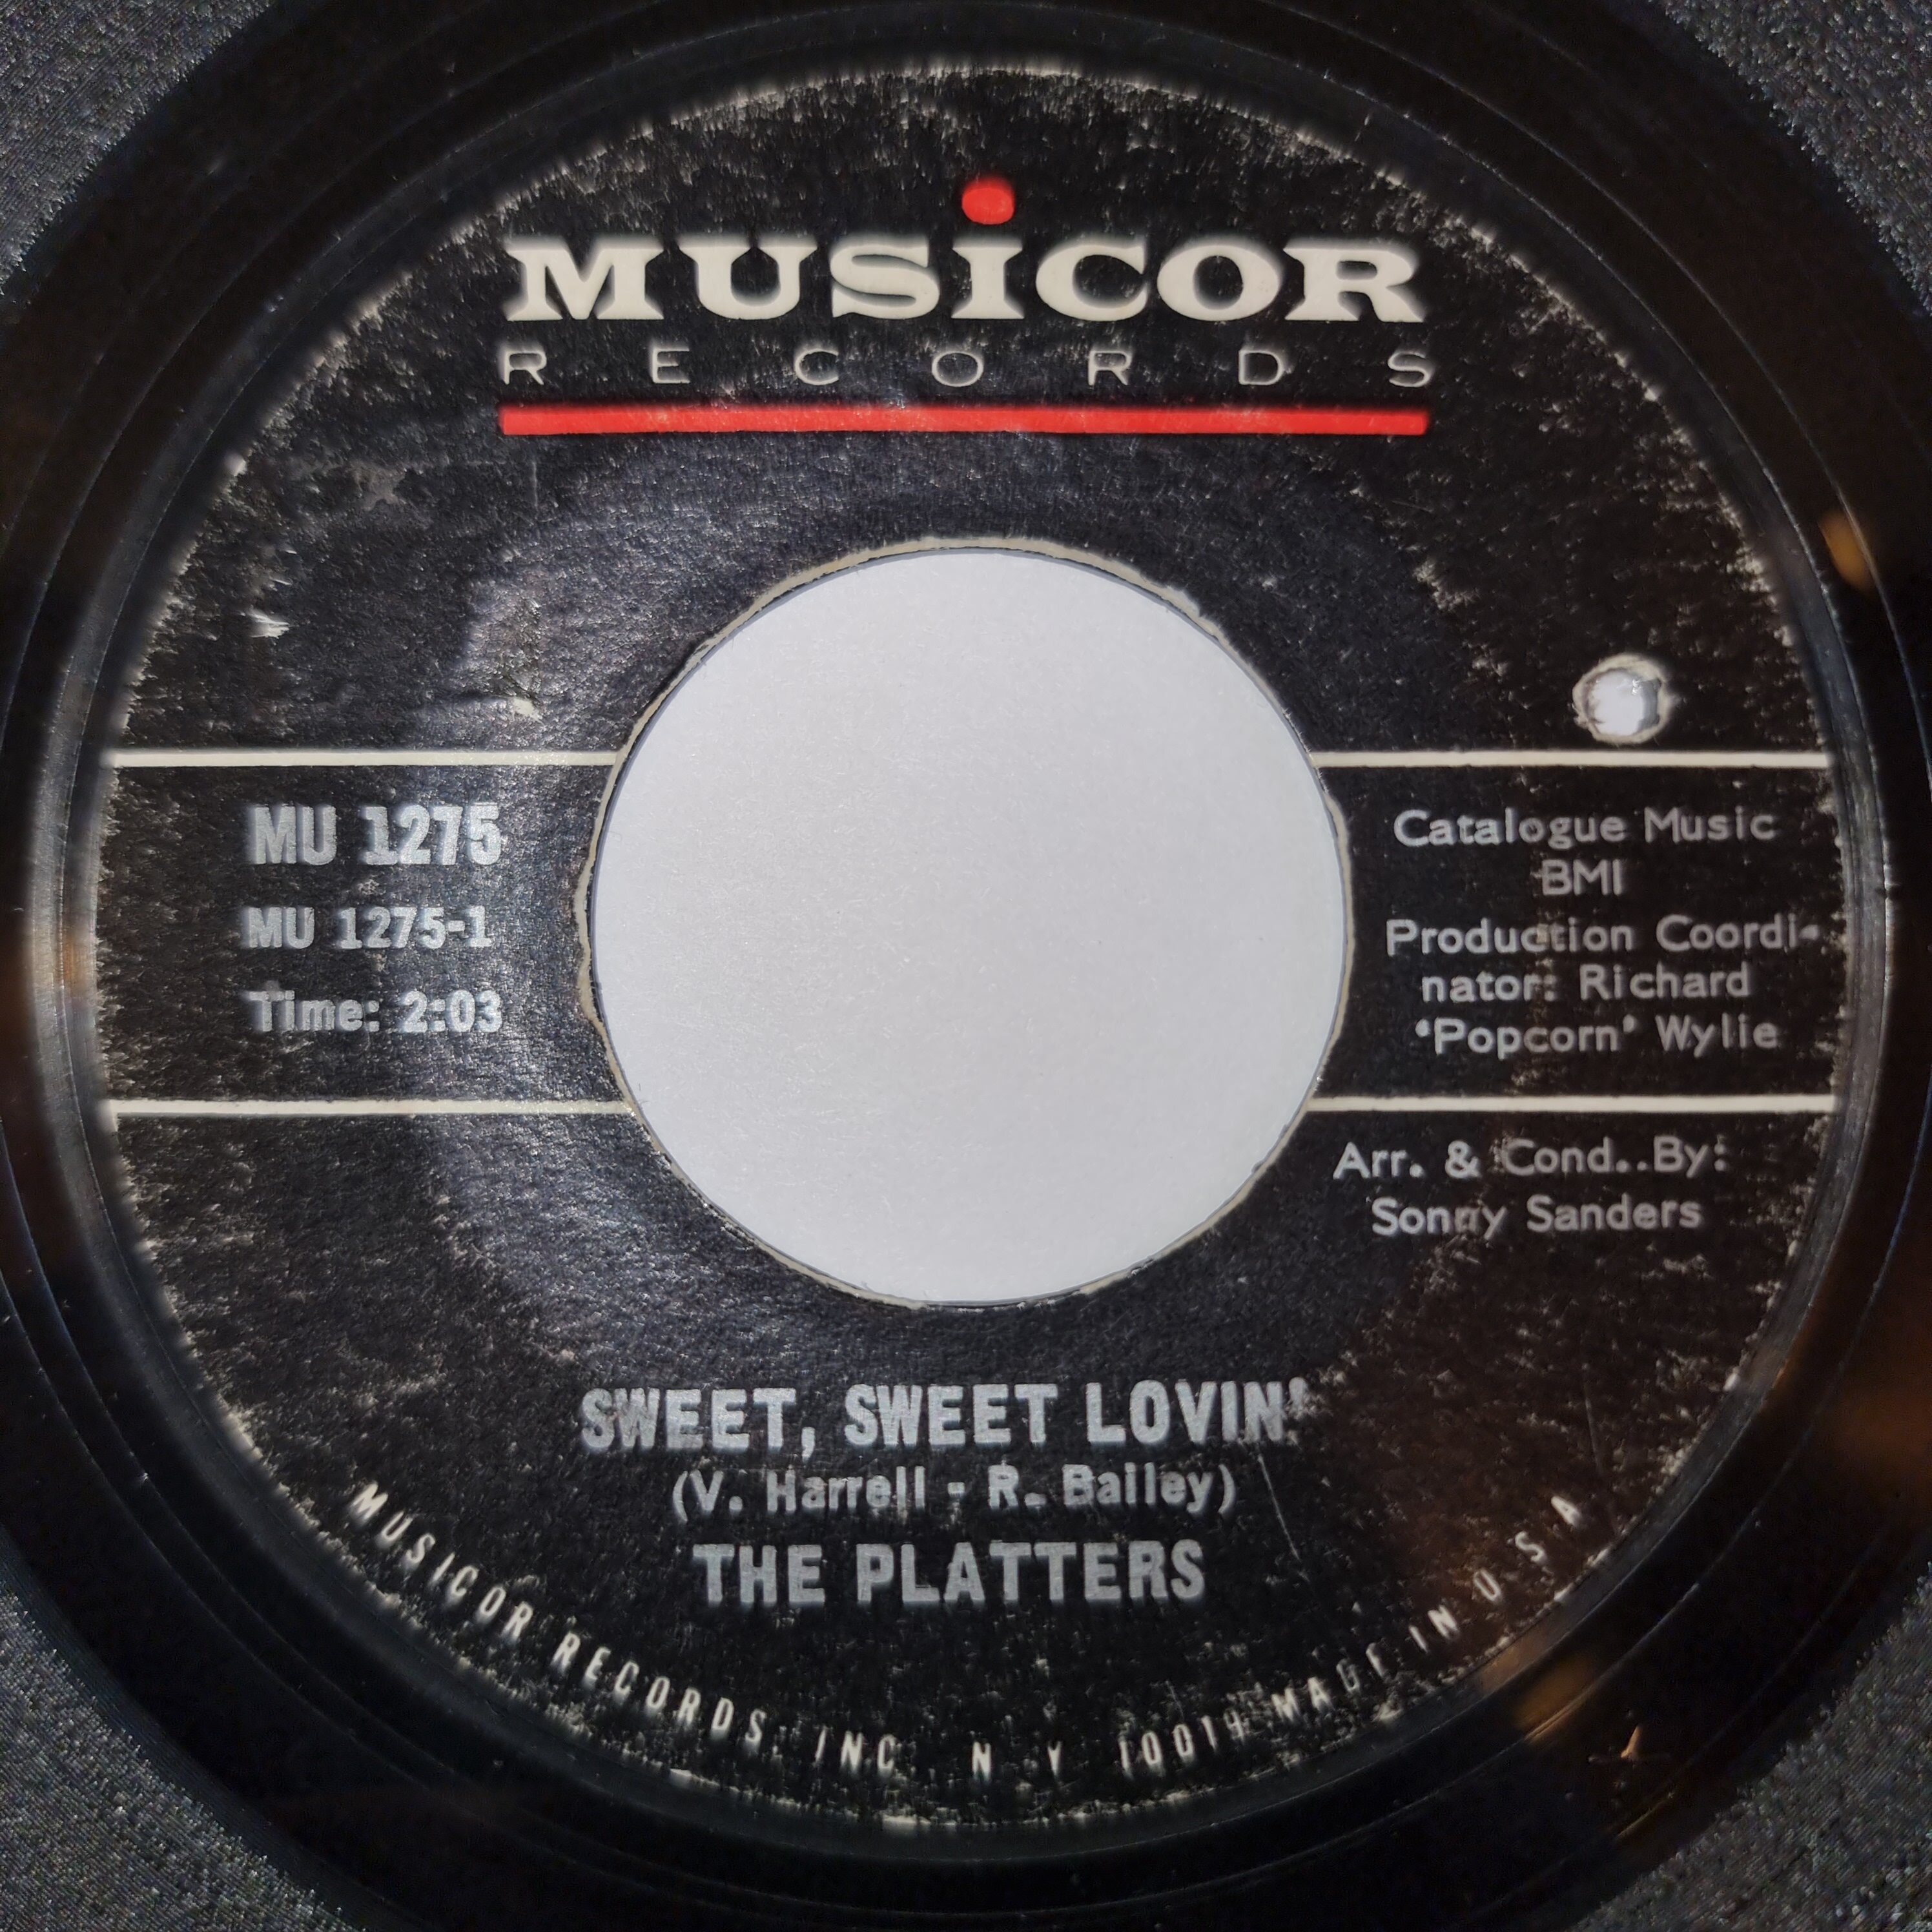 MUSiCOR
RECORDS
MU 1275
MU 1275-1
Time: 2:03
Catalogue Music
BMI
Production Coordi-
nator: Richard
'Popcorn' Wylie
Arr. & Cond..By:
Sonny Sanders
SWEET, SWEET LOVIN'
(V. Harrell - R. Bailey)
THE PLATTERS
MUSICOR RECORDS, INC. N Y 10019 MADE IN U S A